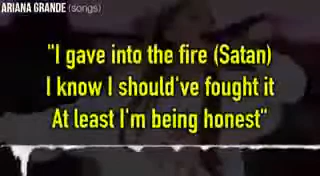 ARIANA GRANDE (songs)
"I gave into the fire (Satan)
I know I should've fought it
At least I'm being honest"